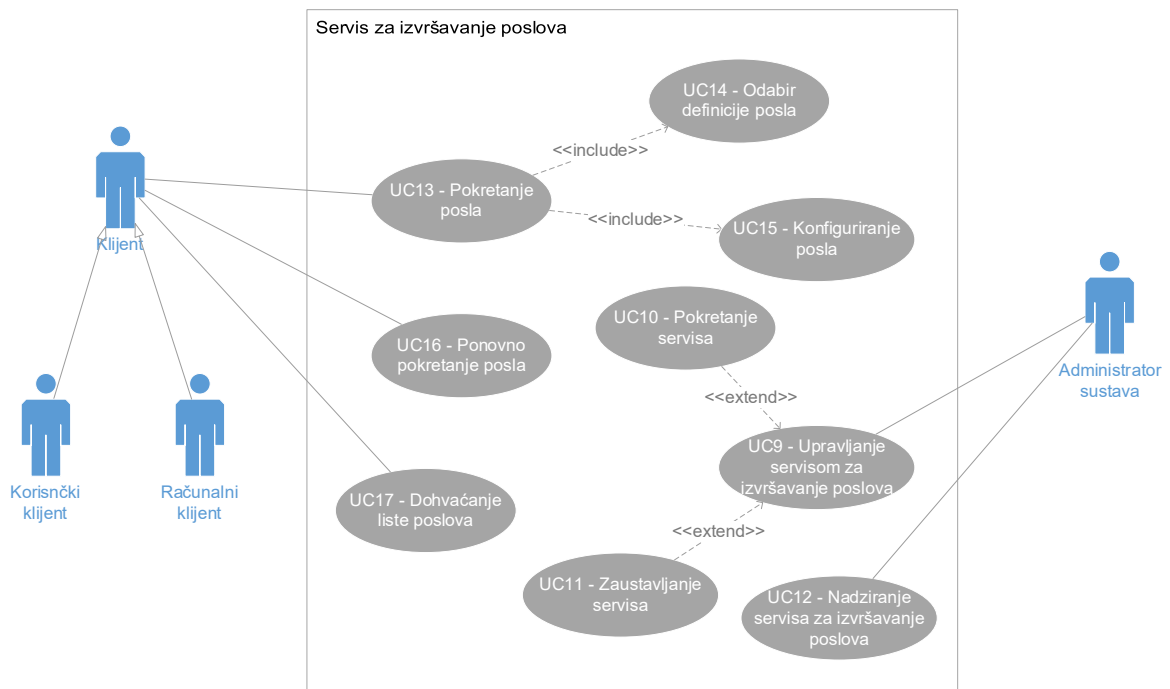 Servis za izvršavanje poslova
UC14 - Odabir
definicije posla
<<include>>
UC13 - Pokretanje
posla
<<include>>
UC15 - Konfiguriranje
posla
Klijent
UC10 - Pokretanje
servisa
UC16 - Ponovno
pokretanje posla
Administrator
sustava
<<extend>>
UC9 - Upravljanje
servisom za
izvršavanje poslova
Korisnčki
klijent
Računalni
klijent
UC17 - Dohvaćanje
liste poslova
<<extend>>
UC11 - Zaustavljanje
servisa
UC12 - Nadziranje
servisa za izvršavanje
poslova